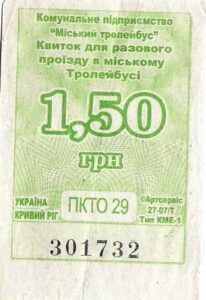 Комунальне підприємство
"Міський тролейбус"
Квиток для разового
проїзду в міському
Тролейбусі
1,50
грн
УКРАЇНА
КРИВИЙ РІГ
ПКТО 29
©Артсервіс
27-07/Т
Тип КМЕ-1
301732